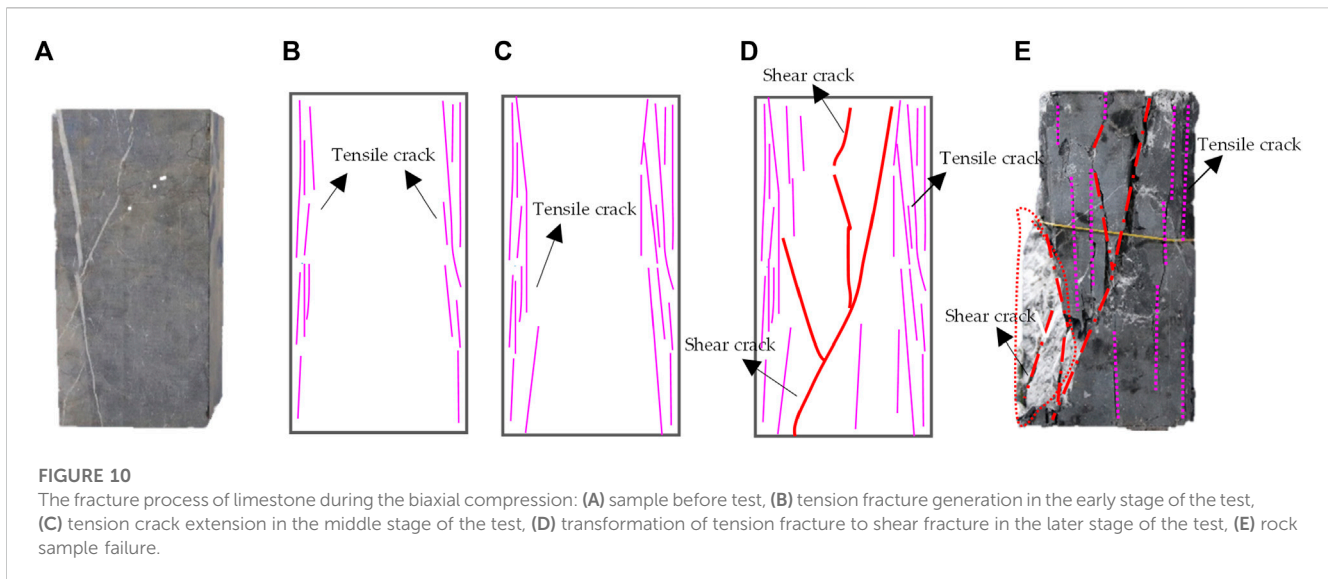 A
B
C
D
E
Shear crack
Tensile crack
Tensile crack
Tensile crack
Tensile crack
Shear crack
Shear crack
FIGURE 10
The fracture process of limestone during the biaxial compression: (A) sample before test, (B) tension fracture generation in the early stage of the test,
(C) tension crack extension in the middle stage of the test, (D) transformation of tension fracture to shear fracture in the later stage of the test, (E) rock
sample failure.